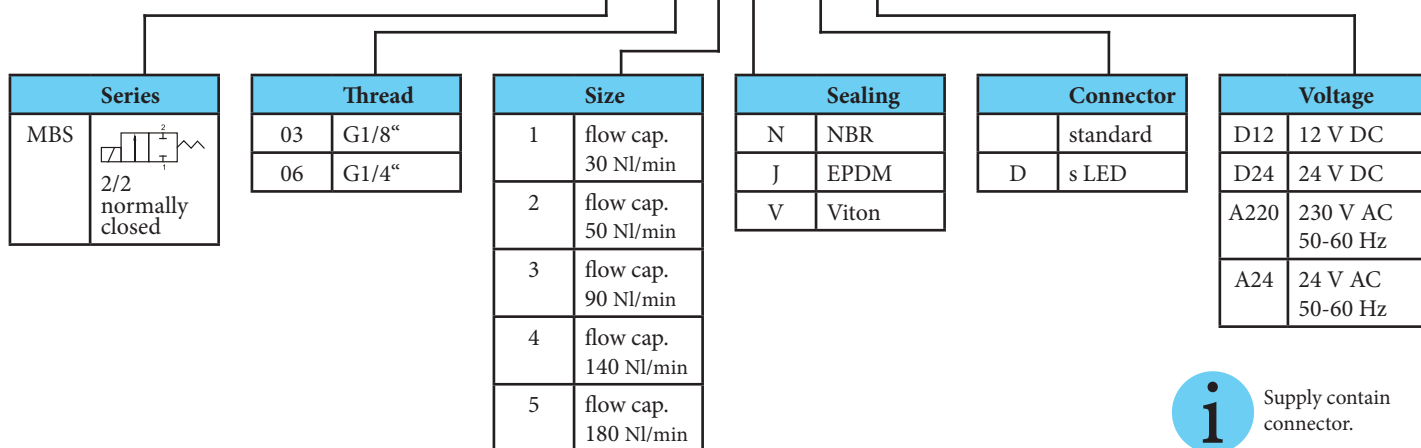 Series
MBS
2
1
2/2
normally
closed
Thread
03 G1/8“
06 G1/4“
Size
1 flow cap.
30 Nl/min
2 flow cap.
50 Nl/min
3 flow cap.
90 Nl/min
4 flow cap.
140 Nl/min
5 flow cap.
180 Nl/min
Sealing
N NBR
J EPDM
V Viton
Connector
standard
D s LED
Voltage
D12 12 V DC
D24 24 V DC
A220 230 V AC
50-60 Hz
A24 24 V AC
50-60 Hz
i
Supply contain
connector.